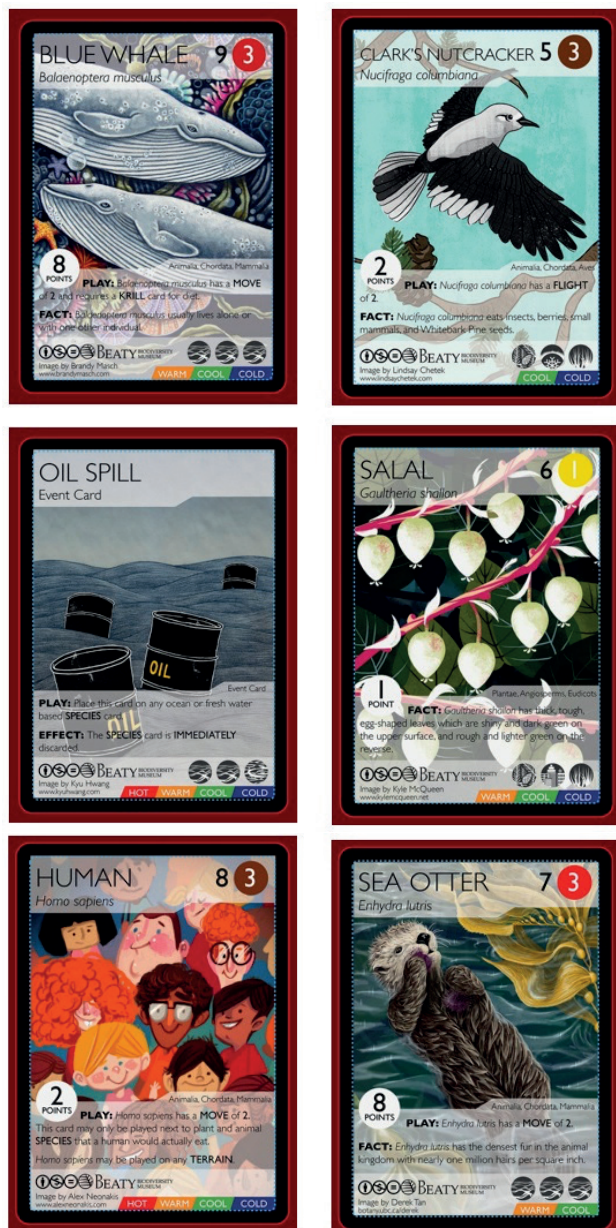 BLUE WHALE 9 3
Balaenoptera musculus
8
POINTS
Animalia, Chordata, Mammalia
PLAY: Balaenoptera musculus has a MOVE
of 2 and requires a KRILL card for diet.
FACT: Balaenoptera musculus usually lives alone or
with one other individual.
BEATY BIODIVERSITY
MUSEUM
Image by Brandy Masch
www.brandymasch.com
WARM COOL COLD
CLARK'S NUTCRACKER 5 3
Nucifraga columbiana
2
POINTS
Animalia, Chordata, Aves
PLAY: Nucifraga columbiana has a FLIGHT
of 2.
FACT: Nucifraga columbiana eats insects, berries, small
mammals, and Whitebark Pine seeds.
BEATY BIODIVERSITY
MUSEUM
Image by Lindsay Chetek
www.lindsaychetek.com
COOL COLD
OIL SPILL
Event Card
OIL
OIL
Event Card
PLAY: Place this card on any ocean or fresh water
based SPECIES card.
EFFECT: The SPECIES card is IMMEDIATELY
discarded.
BEATY BIODIVERSITY
MUSEUM
Image by Kyu Hwang
www.kyuhwang.com
HOT WARM COOL COLD
SALAL 6 1
Gaultheria shallon
1
POINT
Plantae, Angiosperms, Eudicots
FACT: Gaultheria shallon has thick, tough,
egg-shaped leaves which are shiny and dark green on
the upper surface, and rough and lighter green on the
reverse.
BEATY BIODIVERSITY
MUSEUM
Image by Kyle McQueen
www.kylemcqueen.net
WARM COOL COLD
HUMAN 8 3
Homo sapiens
2
POINTS
Animalia, Chordata, Mammalia
PLAY: Homo sapiens has a MOVE of 2.
This card may only be played next to plant and animal
SPECIES that a human would actually eat.
Homo sapiens may be played on any TERRAIN.
BEATY BIODIVERSITY
MUSEUM
Image by Alex Neonakis
www.alexneonakis.com
HOT WARM COOL COLD
SEA OTTER 7 3
Enhydra lutris
8
POINTS
Animalia, Chordata, Mammalia
PLAY: Enhydra lutris has a MOVE of 2.
FACT: Enhydra lutris has the densest fur in the animal
kingdom with nearly one million hairs per square inch.
BEATY BIODIVERSITY
MUSEUM
Image by Derek Tan
botany.ubc.ca/derek
WARM COOL